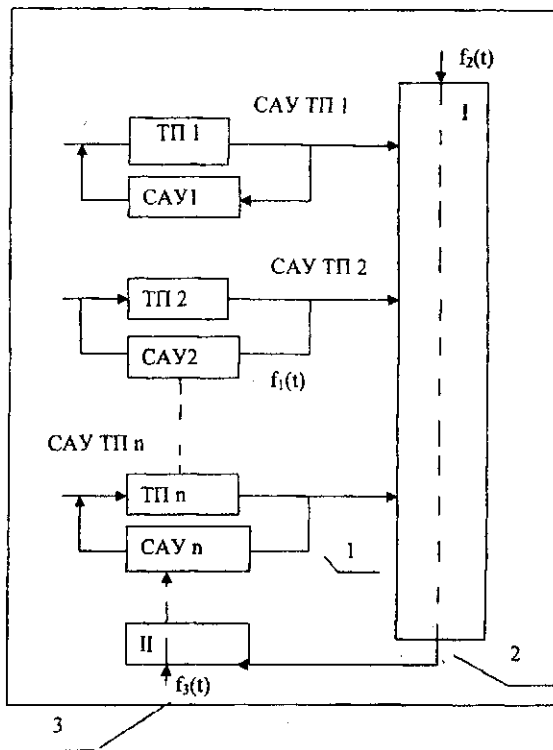 f₂(t)
I
САУ ТП 1
ТП 1
САУ1
САУ ТП 2
ТП 2
САУ2
f₁(t)
САУ ТП n
ТП n
САУ n
1
II
2
f₃(t)
3